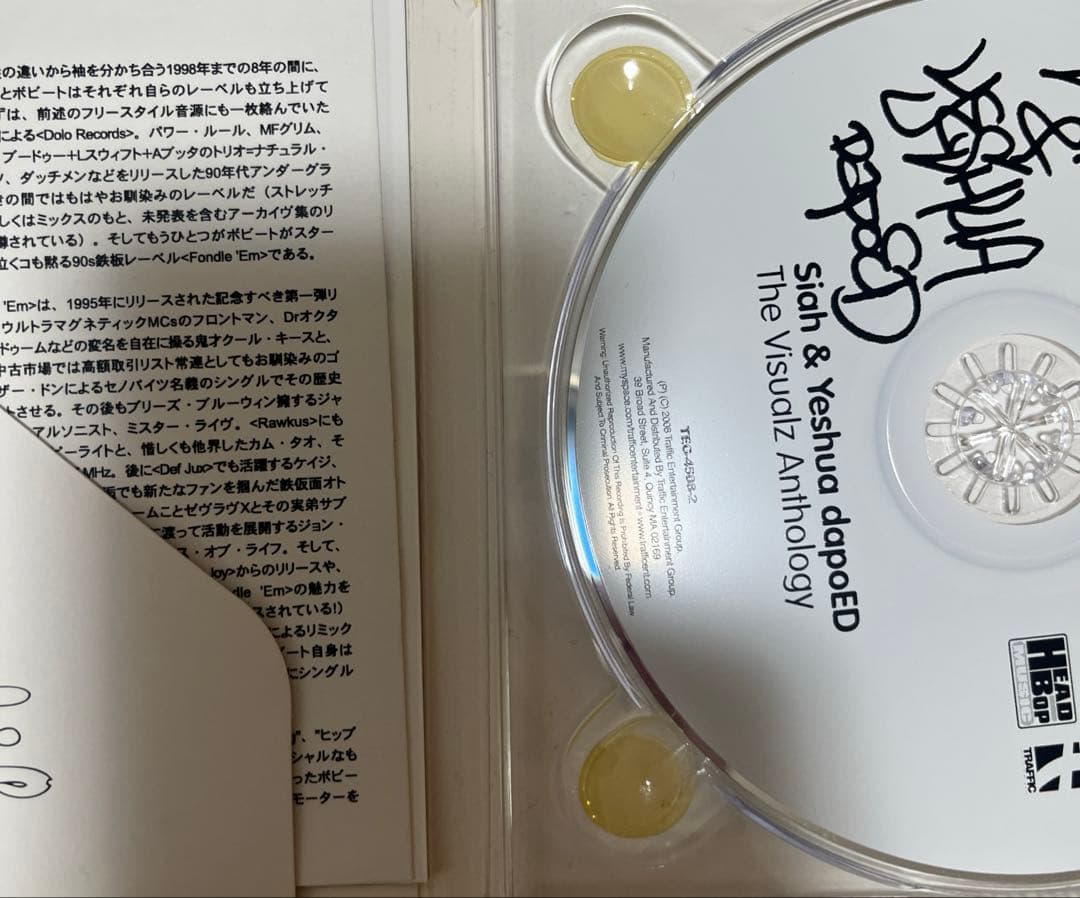 の違いから袖を分かち合う1998年までの8年の間に、
とボビートはそれぞれ自らのレーベルも立ち上げて
は、前述のフリースタイル音源にも一枚絡んでいた
による<Dolo Records>。パワー・ルール、MFグリム、
ブードゥー+Lスウィフト+Aブッダのトリオ=ナチュラル・
、ダッチメンなどをリリースした90年代アンダーグラ
の間ではもはやお馴染みのレーベルだ（ストレッチ
しくはミックスのもと、未発表を含むアーカイヴ集のリ
されている）。そしてもうひとつがボビートがスター
泣くコも黙る90s鉄板レーベル<Fondle 'Em>である。
'Em>は、1995年にリリースされた記念すべき第一弾リ
ウルトラマグネティックMCsのフロントマン、Drオクタ
ドゥームなどの変名を自在に操る鬼才クール・キースと、
中古市場では高額取引リスト常連としてもお馴染みのゴ
ザー・ドンによるセノバイツ名義のシングルでその歴史
トさせる。その後もブリーズ・ブルーウィン擁するジャ
アルソニスト、ミスター・ライヴ。<Rawkus>にも
ーライトと、惜しくも他界したカム・タオ、そ
MHz。後に<Def Jux>でも活躍するケイジ、
でも新たなファンを掴んだ鉄仮面オト
ームことゼヴラヴXとその実弟サブ
渡って活動を展開するジョン・
ス・オブ・ライフ。そして、
Joy>からのリリースや、
dle 'Em>の魅力を
スされている!）
によるリミック
ート自身は
にシングル
"、"ヒップ
シャルなも
ったボビー
モーターを
&
YESHUA
DapoED
Siah & Yeshua dapoED
The Visualz Anthology
TEG-4508-2
(P) (C) 2008 Traffic Entertainment Group.
Manufactured And Distributed By Traffic Entertainment Group.
39 Broad Street, Suite 4, Quincy MA 02169
www.myspace.com/trafficentertainment • www.trafficent.com
Warning: Unauthorized Reproduction Of This Recording is Prohibited By Federal Law
And Subject To Criminal Prosecution. All Rights Reserved.
HEAD
BOP
MUSIC
TRAFFIC